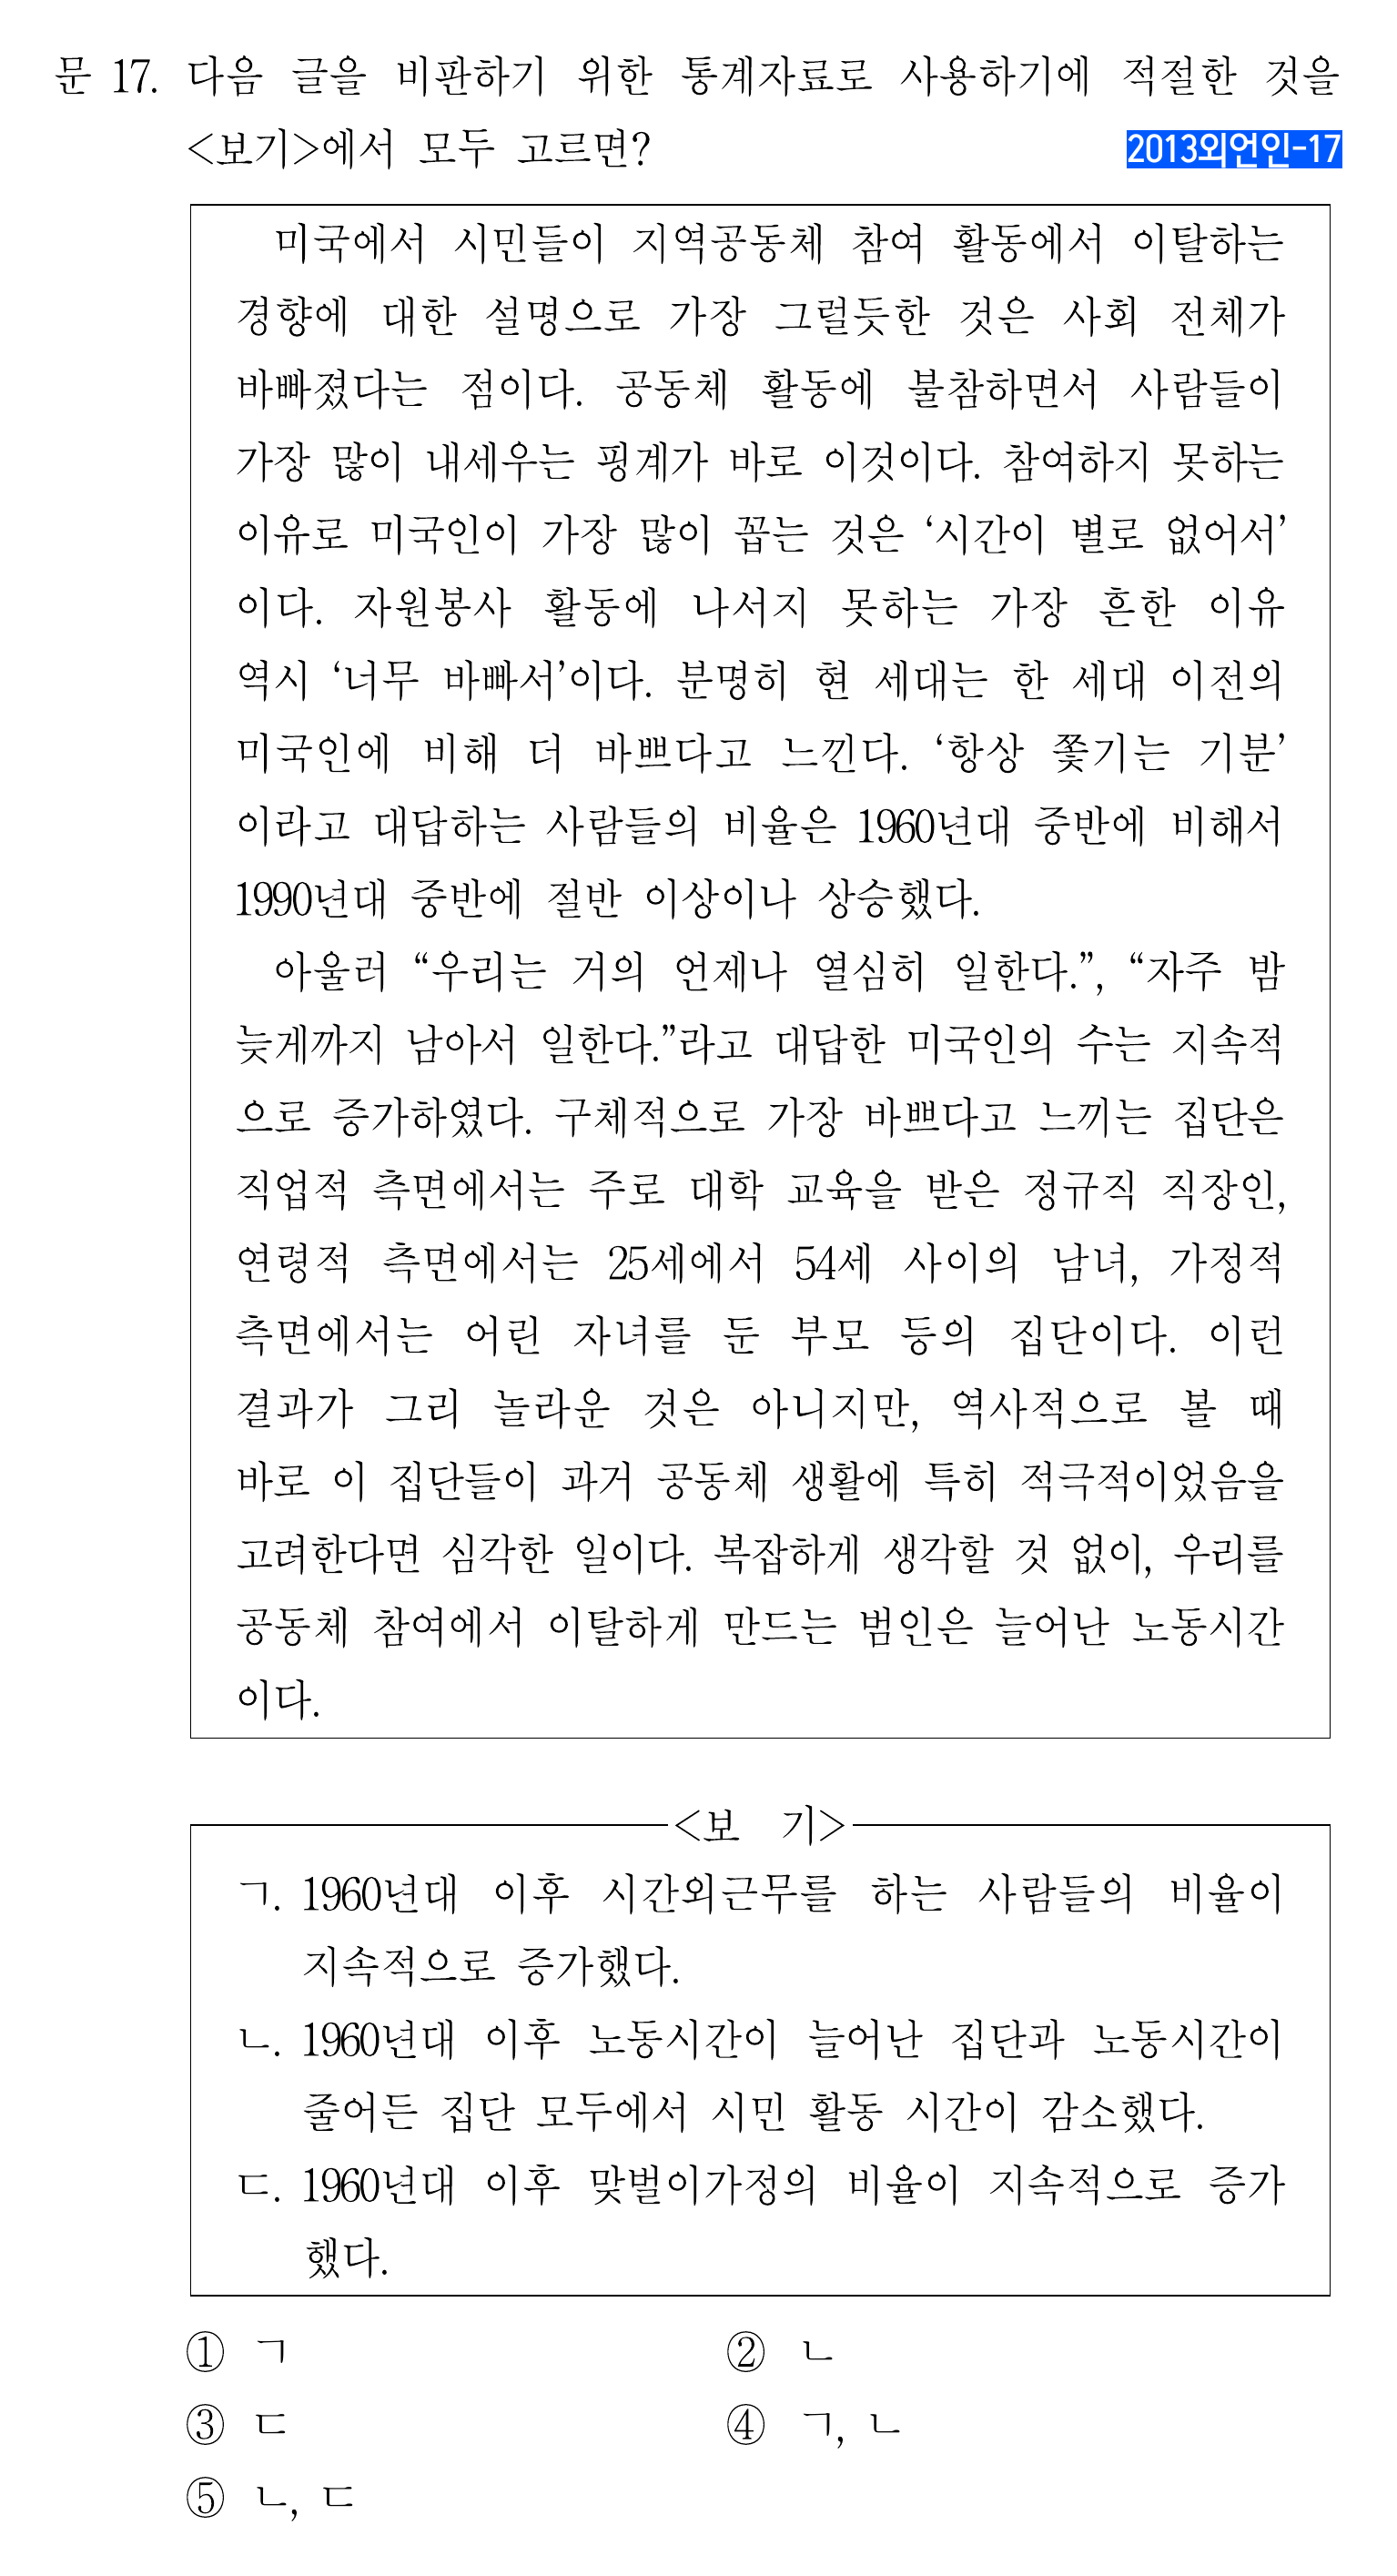 문 17. 다음 글을 비판하기 위한 통계자료로 사용하기에 적절한 것을
<보기>에서 모두 고르면?
2013외언인-17
미국에서 시민들이 지역공동체 참여 활동에서 이탈하는
경향에 대한 설명으로 가장 그럴듯한 것은 사회 전체가
바빠졌다는 점이다. 공동체 활동에 불참하면서 사람들이
가장 많이 내세우는 핑계가 바로 이것이다. 참여하지 못하는
이유로 미국인이 가장 많이 꼽는 것은 ‘시간이 별로 없어서’
이다. 자원봉사 활동에 나서지 못하는 가장 흔한 이유
역시 ‘너무 바빠서’이다. 분명히 현 세대는 한 세대 이전의
미국인에 비해 더 바쁘다고 느낀다. ‘항상 쫓기는 기분’
이라고 대답하는 사람들의 비율은 1960년대 중반에 비해서
1990년대 중반에 절반 이상이나 상승했다.
아울러 “우리는 거의 언제나 열심히 일한다.”, “자주 밤
늦게까지 남아서 일한다.”라고 대답한 미국인의 수는 지속적
으로 증가하였다. 구체적으로 가장 바쁘다고 느끼는 집단은
직업적 측면에서는 주로 대학 교육을 받은 정규직 직장인,
연령적 측면에서는 25세에서 54세 사이의 남녀, 가정적
측면에서는 어린 자녀를 둔 부모 등의 집단이다. 이런
결과가 그리 놀라운 것은 아니지만, 역사적으로 볼 때
바로 이 집단들이 과거 공동체 생활에 특히 적극적이었음을
고려한다면 심각한 일이다. 복잡하게 생각할 것 없이, 우리를
공동체 참여에서 이탈하게 만드는 범인은 늘어난 노동시간
이다.
<보 기>
ㄱ. 1960년대 이후 시간외근무를 하는 사람들의 비율이
지속적으로 증가했다.
ㄴ. 1960년대 이후 노동시간이 늘어난 집단과 노동시간이
줄어든 집단 모두에서 시민 활동 시간이 감소했다.
ㄷ. 1960년대 이후 맞벌이가정의 비율이 지속적으로 증가
했다.
① ㄱ
② ㄴ
③ ㄷ
④ ㄱ, ㄴ
⑤ ㄴ, ㄷ